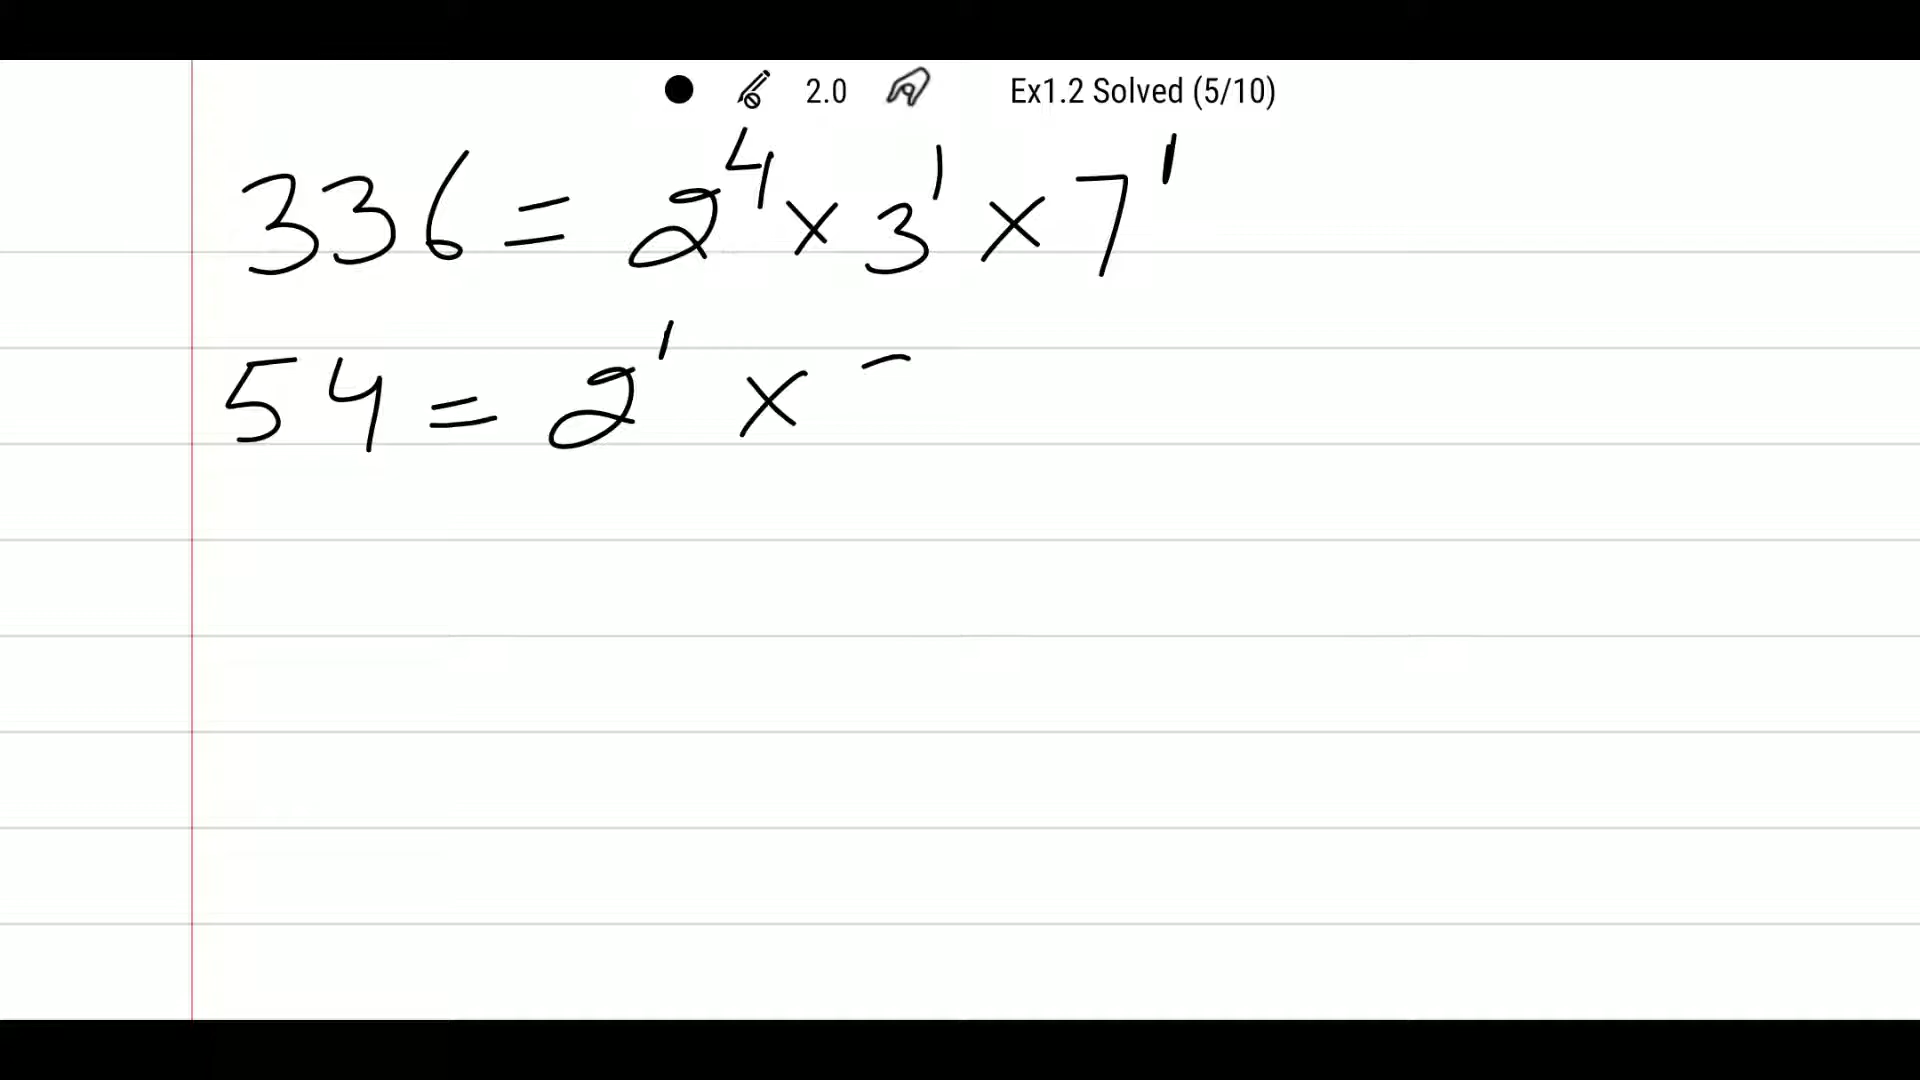 2.0 Ex1.2 Solved (5/10)
336 = 2⁴ × 3¹ × 7¹
54 = 2¹ ×